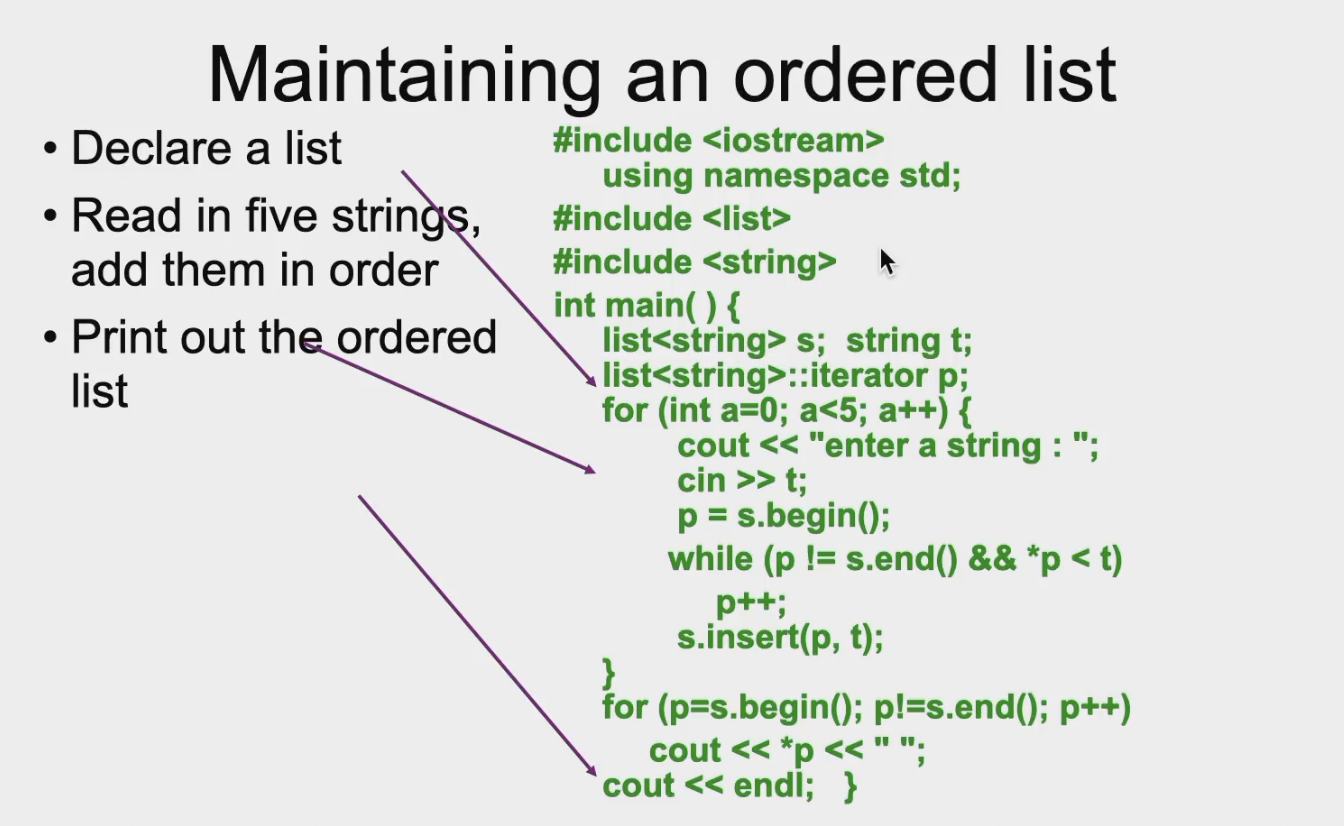 Maintaining an ordered list
• Declare a list
• Read in five strings,
add them in order
• Print out the ordered
list
#include <iostream>
using namespace std;
#include <list>
#include <string>
int main( ) {
list<string> s;  string t;
list<string>::iterator p;
for (int a=0; a<5; a++) {
cout << "enter a string : ";
cin >> t;
p = s.begin();
while (p != s.end() && *p < t)
p++;
s.insert(p, t);
}
for (p=s.begin(); p!=s.end(); p++)
cout << *p << " ";
cout << endl;   }